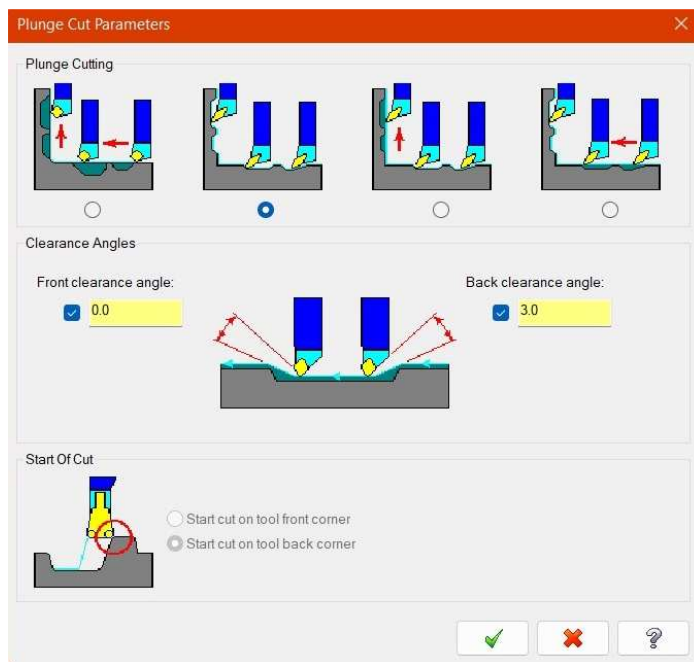 Plunge Cut Parameters
Plunge Cutting
Clearance Angles
Front clearance angle:
0.0
Back clearance angle:
3.0
Start Of Cut
Start cut on tool front corner
Start cut on tool back corner